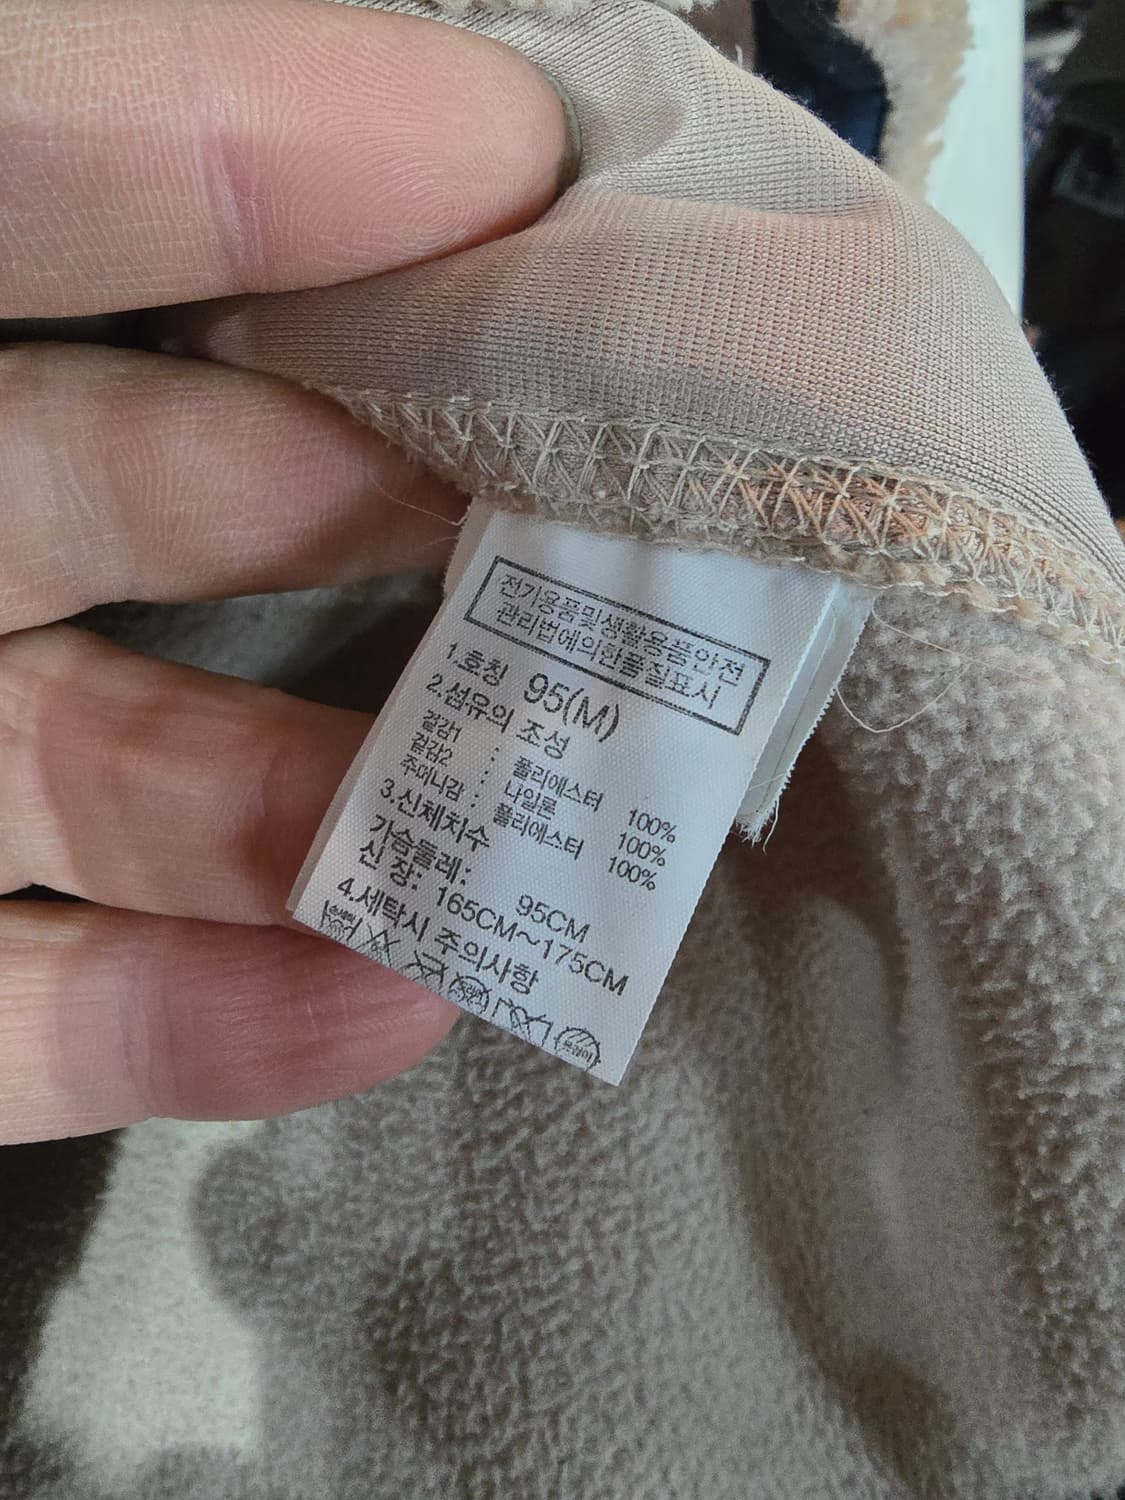 전기용품및생활용품안전
관리법에의한품질표시
1.호칭 95(M)
2.섬유의 조성
겉감1 : 폴리에스터 100%
겉감2 : 나일론 100%
주머니감 : 폴리에스터 100%
3.신체치수
가슴둘레: 95CM
신 장: 165CM~175CM
4.세탁시 주의사항